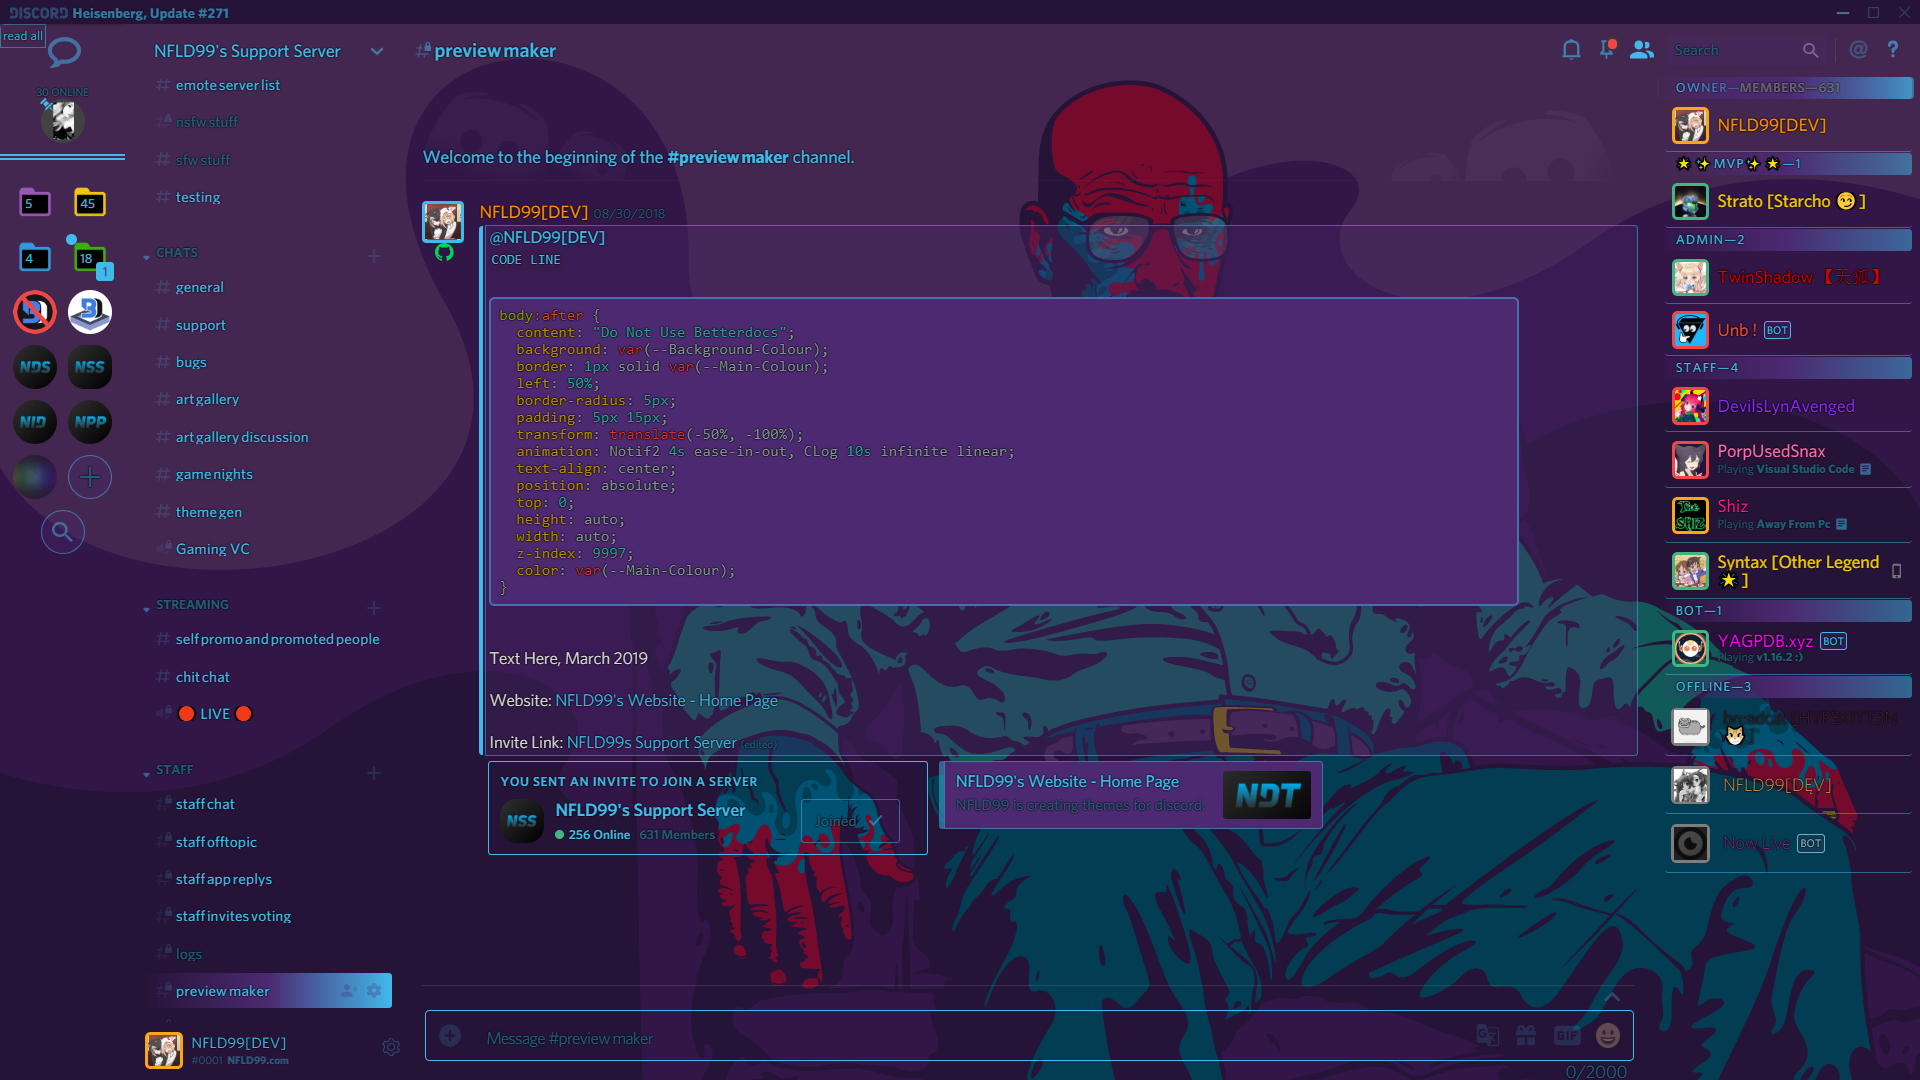 DISCORD Heisenberg, Update #271
read all
30 ONLINE
5
45
4
18
1
NDS
NSS
NID
NPP
NFLD99's Support Server
emote server list
nsfw stuff
sfw stuff
testing
CHATS
general
support
bugs
art gallery
art gallery discussion
game nights
theme gen
Gaming VC
STREAMING
self promo and promoted people
chit chat
🔴 LIVE 🔴
STAFF
staff chat
staff offtopic
staff app replys
staff invites voting
logs
preview maker
NFLD99[DEV]
#0001 NFLD99.com
preview maker
Search
Welcome to the beginning of the #preview maker channel.
NFLD99[DEV] 08/30/2018
@NFLD99[DEV]
CODE LINE
body:after {
content: "Do Not Use Betterdocs";
background: var(--Background-Colour);
border: 1px solid var(--Main-Colour);
left: 50%;
border-radius: 5px;
padding: 5px 15px;
transform: translate(-50%, -100%);
animation: Notif2 4s ease-in-out, CLog 10s infinite linear;
text-align: center;
position: absolute;
top: 0;
height: auto;
width: auto;
z-index: 9997;
color: var(--Main-Colour);
}
Text Here, March 2019
Website: NFLD99's Website - Home Page
Invite Link: NFLD99s Support Server (edited)
YOU SENT AN INVITE TO JOIN A SERVER
NSS
NFLD99's Support Server
256 Online 631 Members
Joined
NFLD99's Website - Home Page
NFLD99 is creating themes for discord
NDT
Message #preview maker
GIF
0/2000
OWNER—MEMBERS—631
NFLD99[DEV]
🌟✨MVP✨🌟—1
Strato [Starcho 😏]
ADMIN—2
TwinShadow 【天狐】
Unb ! BOT
STAFF—4
DevilsLynAvenged
PorpUsedSnax
Playing Visual Studio Code
The SHIZ
Shiz
Playing Away From Pc
Syntax [Other Legend
🌟]
BOT—1
YAGPDB.xyz BOT
Playing v1.16.2 :)
OFFLINE—3
NFLD99[DEV]
Now Live BOT